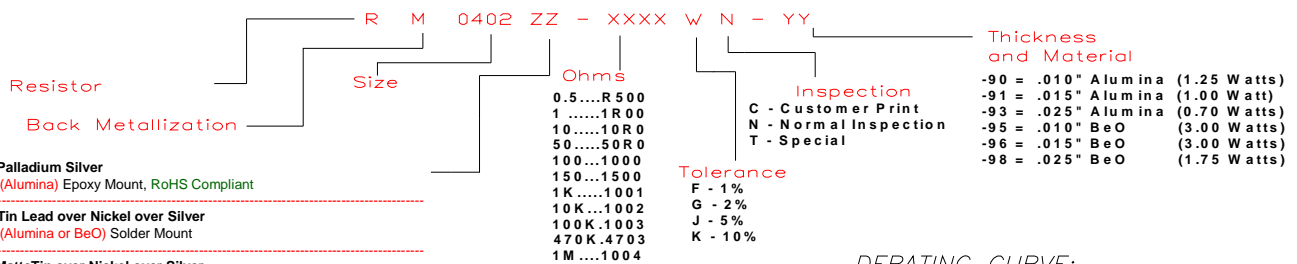 R M 0402 ZZ - XXXX W N - YY
Resistor
Back Metallization
Size
Palladium Silver
(Alumina) Epoxy Mount, RoHS Compliant
Tin Lead over Nickel over Silver
(Alumina or BeO) Solder Mount
Ohms
0.5....R500
1 .....1R00
10.....10R0
50.....50R0
100...1000
150...1500
1K.....1001
10K...1002
100K.1003
470K.4703
1M....1004
Tolerance
F - 1%
G - 2%
J - 5%
K - 10%
Inspection
C - Customer Print
N - Normal Inspection
T - Special
Thickness
and Material
-90 = .010" Alumina (1.25 Watts)
-91 = .015" Alumina (1.00 Watt)
-93 = .025" Alumina (0.70 Watts)
-95 = .010" BeO (3.00 Watts)
-96 = .015" BeO (3.00 Watts)
-98 = .025" BeO (1.75 Watts)
DERATING CURVE: